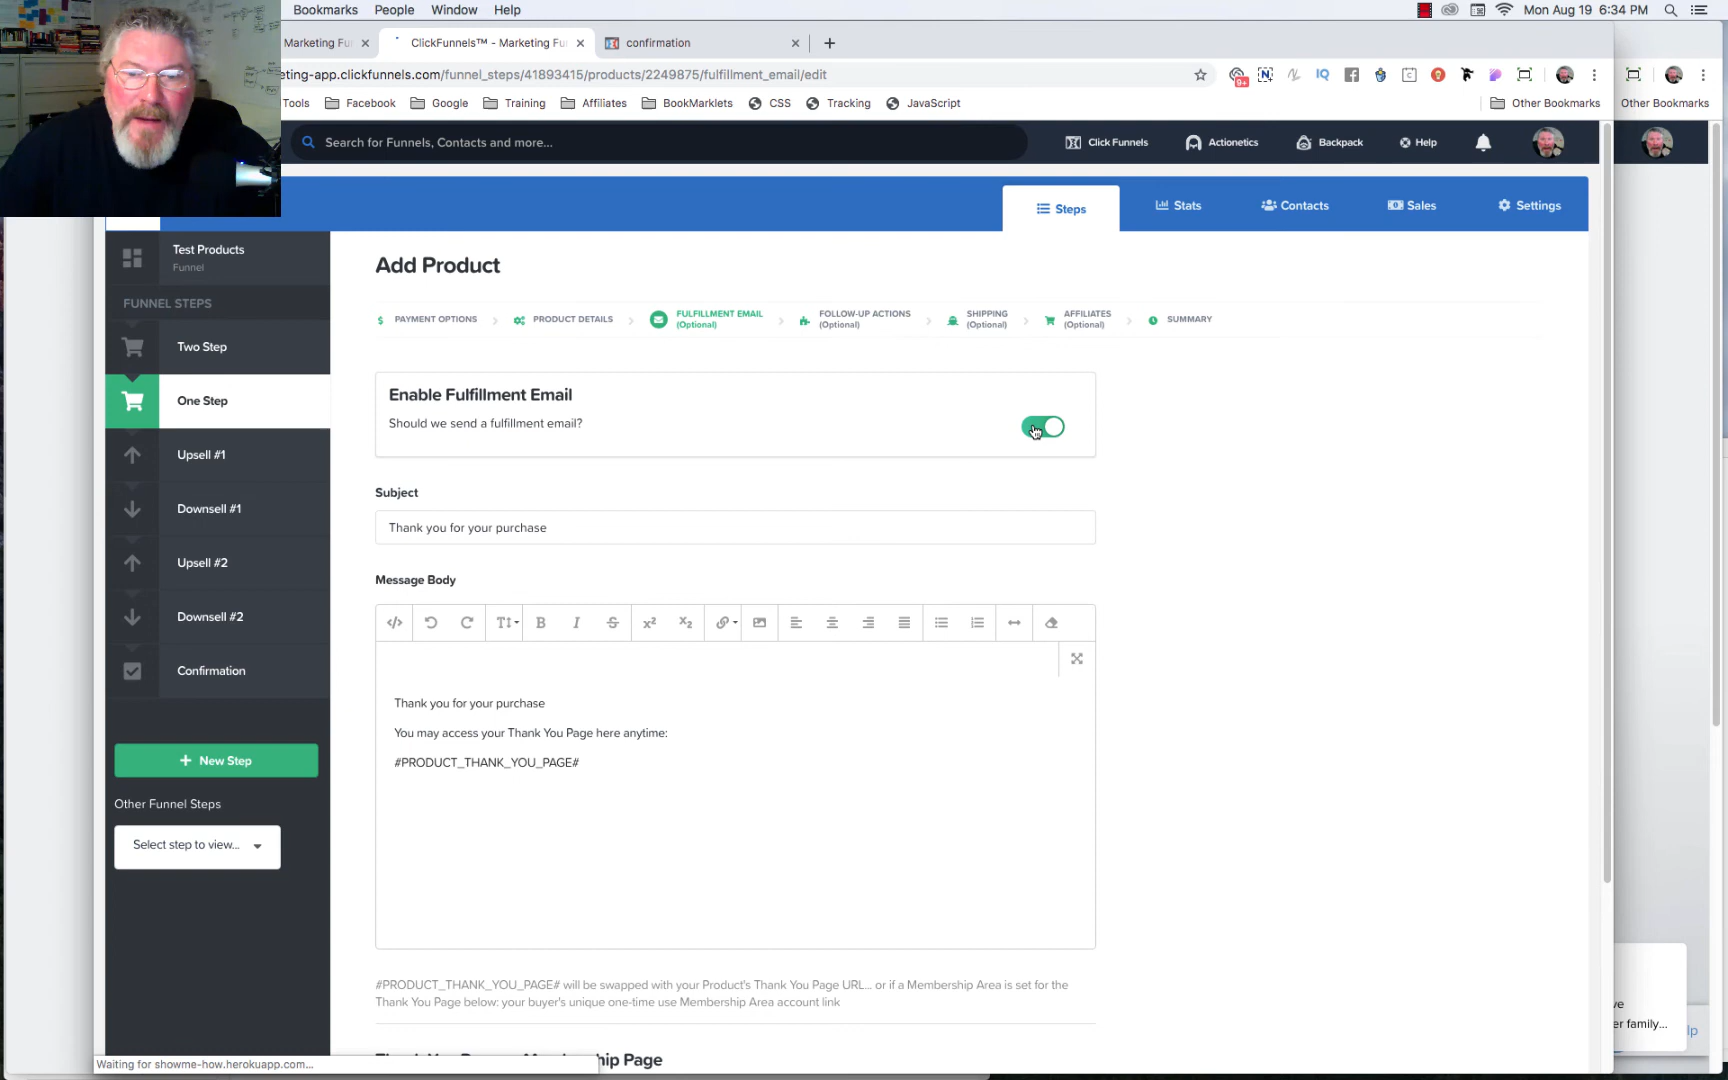 Bookmarks People Window Help
Mon Aug 19 6:34 PM
Marketing Fu
ClickFunnels™ - Marketing Fu
confirmation
eting-app.clickfunnels.com/funnel_steps/41893415/products/2249875/fulfillment_email/edit
9+
IQ
Tools Facebook Google Training Affiliates BookMarklets CSS Tracking JavaScript
Other Bookmarks
Other Bookmarks
Search for Funnels, Contacts and more...
Click Funnels Actionetics Backpack Help
Steps Stats Contacts Sales Settings
Test Products
Funnel
FUNNEL STEPS
Two Step
One Step
Upsell #1
Downsell #1
Upsell #2
Downsell #2
Confirmation
+ New Step
Other Funnel Steps
Select step to view...
Add Product
PAYMENT OPTIONS
PRODUCT DETAILS
FULFILLMENT EMAIL
(Optional)
FOLLOW-UP ACTIONS
(Optional)
SHIPPING
(Optional)
AFFILIATES
(Optional)
SUMMARY
Enable Fulfillment Email
Should we send a fulfillment email?
Subject
Thank you for your purchase
Message Body
Thank you for your purchase
You may access your Thank You Page here anytime:
#PRODUCT_THANK_YOU_PAGE#
#PRODUCT_THANK_YOU_PAGE# will be swapped with your Product's Thank You Page URL... or if a Membership Area is set for the
Thank You Page below: your buyer's unique one-time use Membership Area account link
hip Page
Waiting for showme-how.herokuapp.com...
ve
er family...
lp